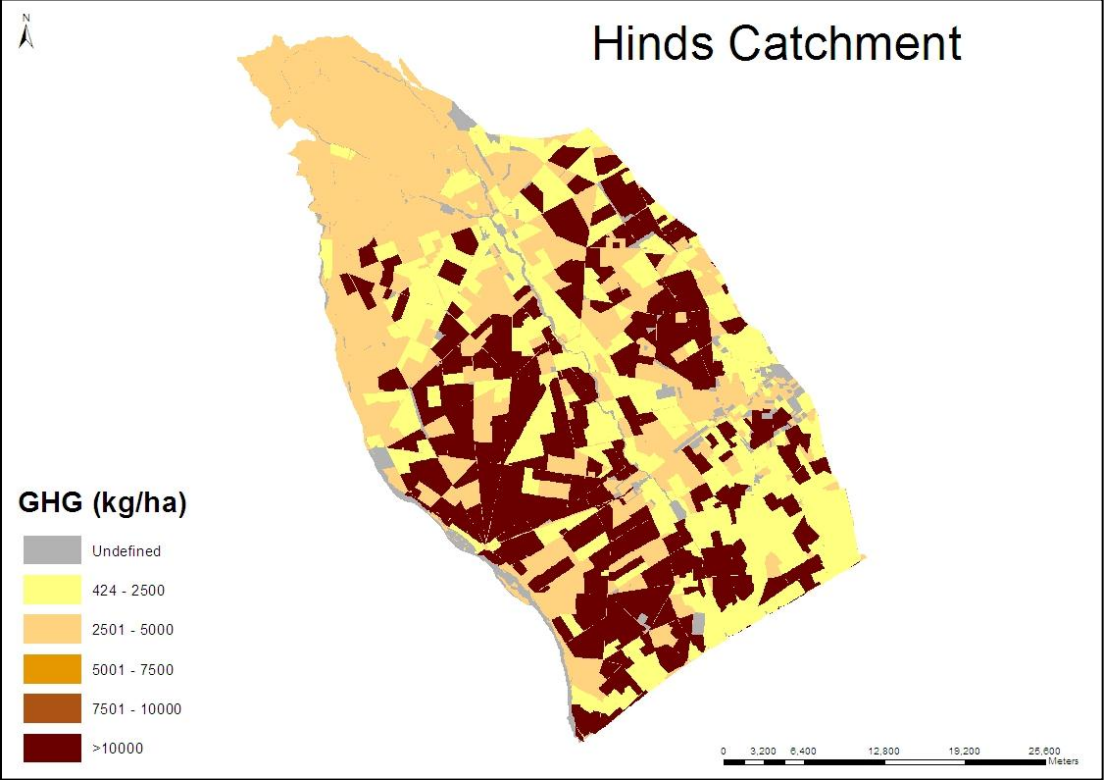 N
Hinds Catchment
GHG (kg/ha)
Undefined
424 - 2500
2501 - 5000
5001 - 7500
7501 - 10000
>10000
0 3,200 6,400 12,800 19,200 25,600
Meters